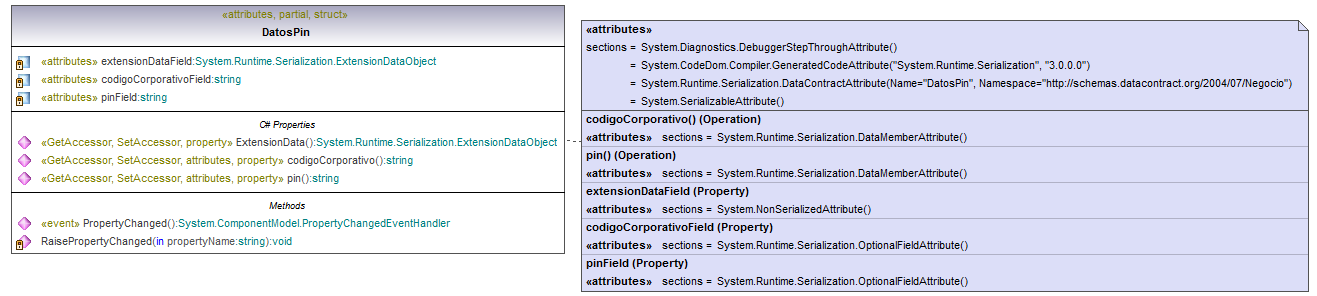 «attributes, partial, struct»
DatosPin
«attributes» extensionDataField:System.Runtime.Serialization.ExtensionDataObject
«attributes» codigoCorporativoField:string
«attributes» pinField:string
C# Properties
«GetAccessor, SetAccessor, property» ExtensionData():System.Runtime.Serialization.ExtensionDataObject
«GetAccessor, SetAccessor, attributes, property» codigoCorporativo():string
«GetAccessor, SetAccessor, attributes, property» pin():string
Methods
«event» PropertyChanged():System.ComponentModel.PropertyChangedEventHandler
RaisePropertyChanged(in propertyName:string):void
«attributes»
sections = System.Diagnostics.DebuggerStepThroughAttribute()
= System.CodeDom.Compiler.GeneratedCodeAttribute("System.Runtime.Serialization", "3.0.0.0")
= System.Runtime.Serialization.DataContractAttribute(Name="DatosPin", Namespace="http://schemas.datacontract.org/2004/07/Negocio")
= System.SerializableAttribute()
codigoCorporativo() (Operation)
«attributes» sections = System.Runtime.Serialization.DataMemberAttribute()
pin() (Operation)
«attributes» sections = System.Runtime.Serialization.DataMemberAttribute()
extensionDataField (Property)
«attributes» sections = System.NonSerializedAttribute()
codigoCorporativoField (Property)
«attributes» sections = System.Runtime.Serialization.OptionalFieldAttribute()
pinField (Property)
«attributes» sections = System.Runtime.Serialization.OptionalFieldAttribute()